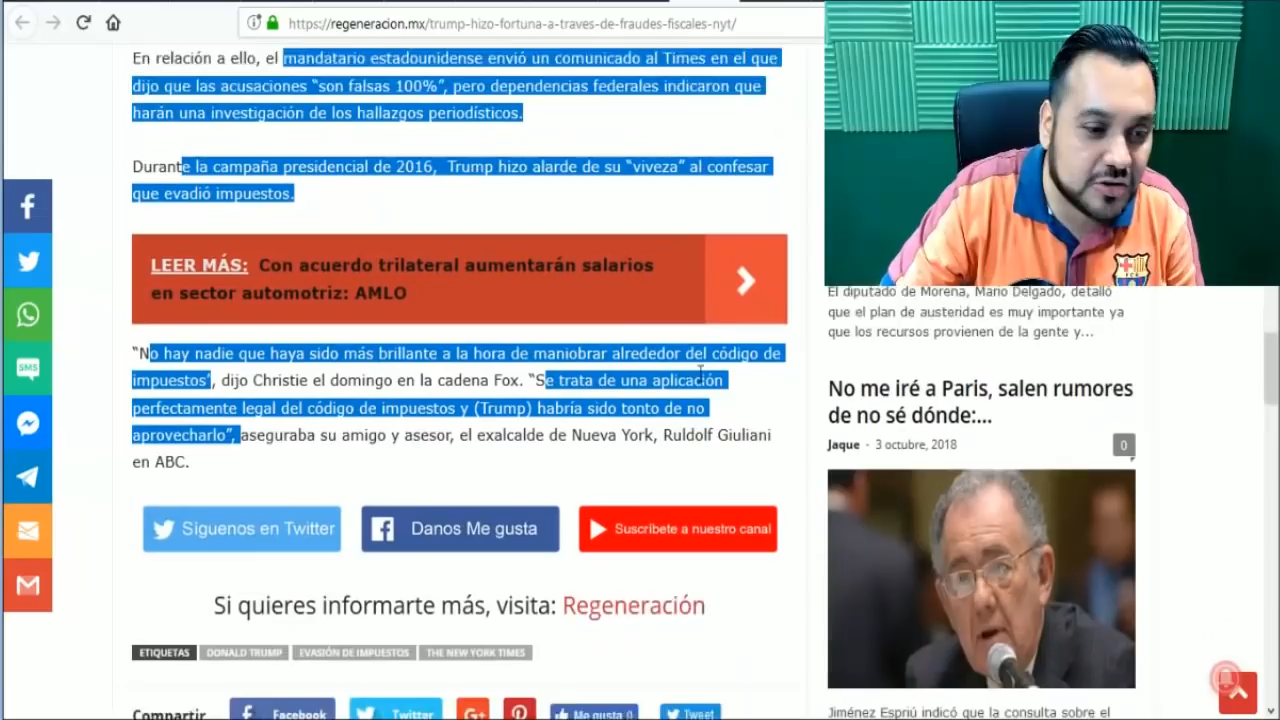 https://regeneracion.mx/trump-hizo-fortuna-a-traves-de-fraudes-fiscales-nyt/
En relación a ello, el mandatario estadounidense envió un comunicado al Times en el que
dijo que las acusaciones “son falsas 100%”, pero dependencias federales indicaron que
harán una investigación de los hallazgos periodísticos.
Durante la campaña presidencial de 2016, Trump hizo alarde de su “viveza” al confesar
que evadió impuestos.
LEER MÁS: Con acuerdo trilateral aumentarán salarios
en sector automotriz: AMLO
“No hay nadie que haya sido más brillante a la hora de maniobrar alrededor del código de
impuestos’, dijo Christie el domingo en la cadena Fox. “Se trata de una aplicación
perfectamente legal del código de impuestos y (Trump) habría sido tonto de no
aprovecharlo”, aseguraba su amigo y asesor, el exalcalde de Nueva York, Ruldolf Giuliani
en ABC.
Siguenos en Twitter
Danos Me gusta
Suscribete a nuestro canal
Si quieres informarte más, visita: Regeneración
ETIQUETAS DONALD TRUMP EVASIÓN DE IMPUESTOS THE NEW YORK TIMES
Compartir
Facebook
Twitter
G+
Me gusta 0
Tweet
SMS
FCB
El diputado de Morena, Mario Delgado, detalló
que el plan de austeridad es muy importante ya
que los recursos provienen de la gente y...
No me iré a Paris, salen rumores
de no sé dónde:...
Jaque - 3 octubre, 2018
0
Jiménez Espriú indicó que la consulta sobre el